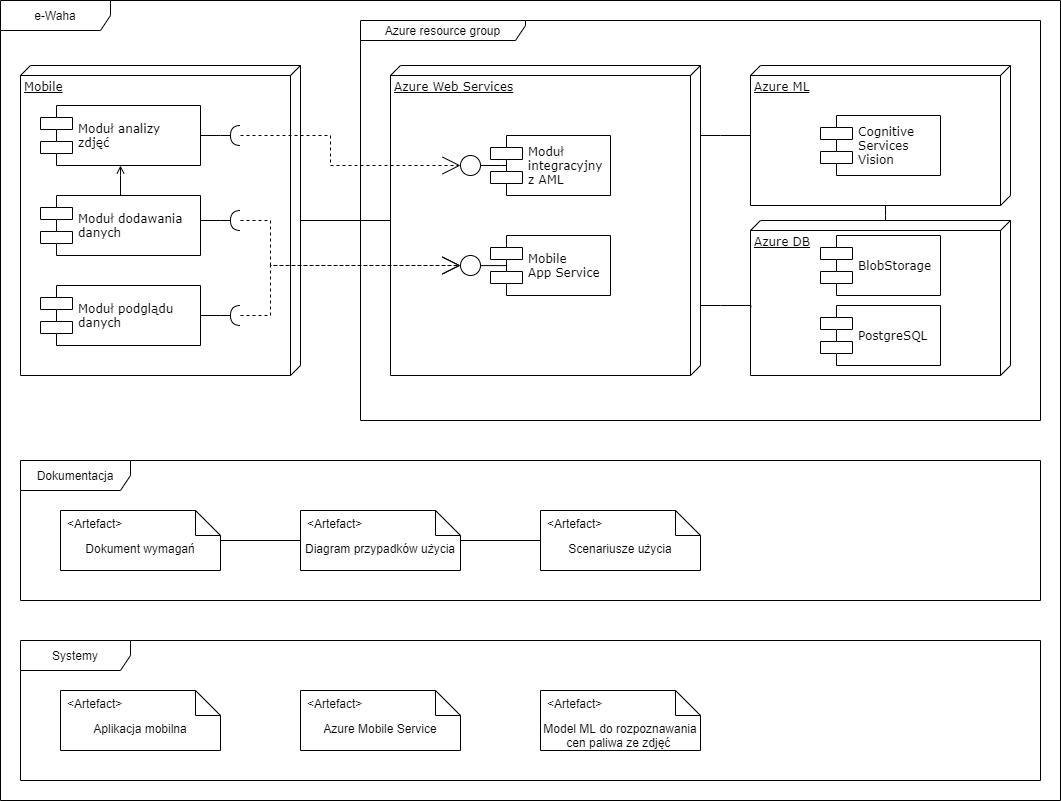 e-Waha
Azure resource group
Mobile
Moduł analizy
zdjęć
Moduł dodawania
danych
Moduł podglądu
danych
Azure Web Services
Moduł
integracyjny
z AML
Mobile
App Service
Azure ML
Cognitive
Services
Vision
Azure DB
BlobStorage
PostgreSQL
Dokumentacja
<Artefact>
Dokument wymagań
<Artefact>
Diagram przypadków użycia
<Artefact>
Scenariusze użycia
Systemy
<Artefact>
Aplikacja mobilna
<Artefact>
Azure Mobile Service
<Artefact>
Model ML do rozpoznawania
cen paliwa ze zdjęć